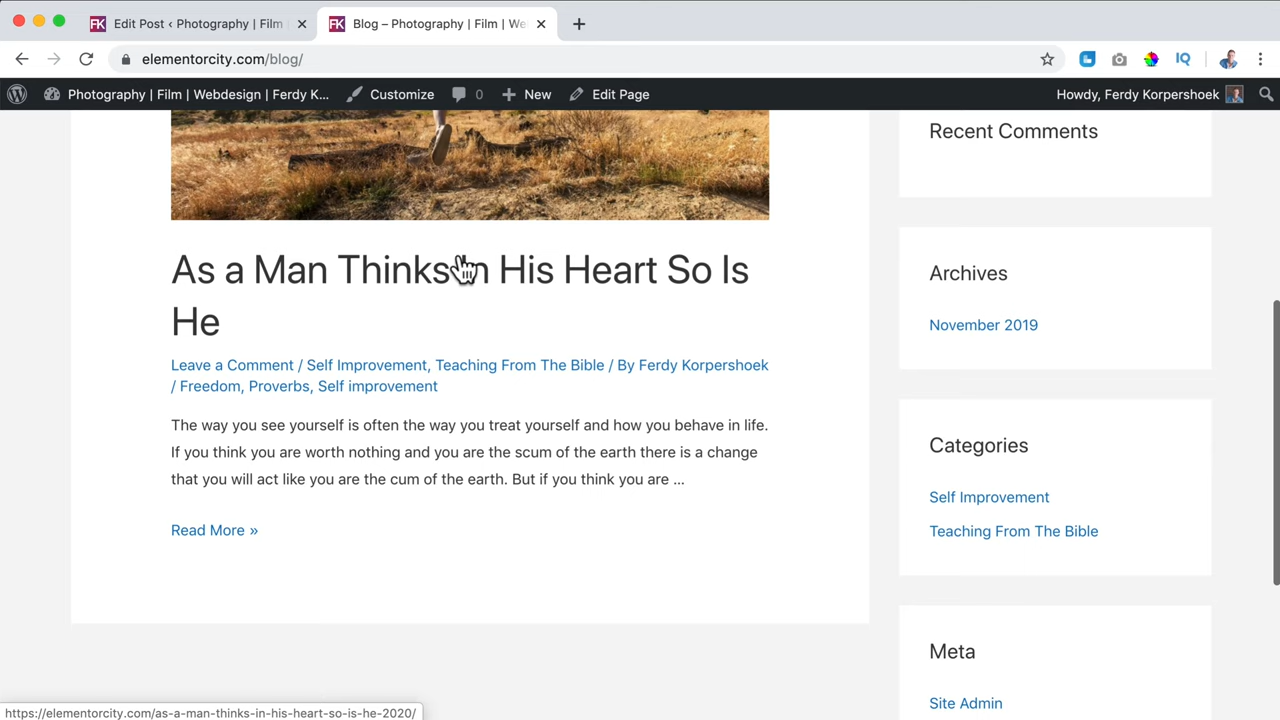 Edit Post ‹ Photography | Film
Blog – Photography | Film | We
elementorcity.com/blog/
Photography | Film | Webdesign | Ferdy K...
Customize
0
New
Edit Page
Howdy, Ferdy Korpershoek
As a Man Thinks In His Heart So Is
He
Leave a Comment / Self Improvement, Teaching From The Bible / By Ferdy Korpershoek
/ Freedom, Proverbs, Self improvement
The way you see yourself is often the way you treat yourself and how you behave in life.
If you think you are worth nothing and you are the scum of the earth there is a change
that you will act like you are the cum of the earth. But if you think you are ...
Read More »
Recent Comments
Archives
November 2019
Categories
Self Improvement
Teaching From The Bible
Meta
Site Admin
https://elementorcity.com/as-a-man-thinks-in-his-heart-so-is-he-2020/